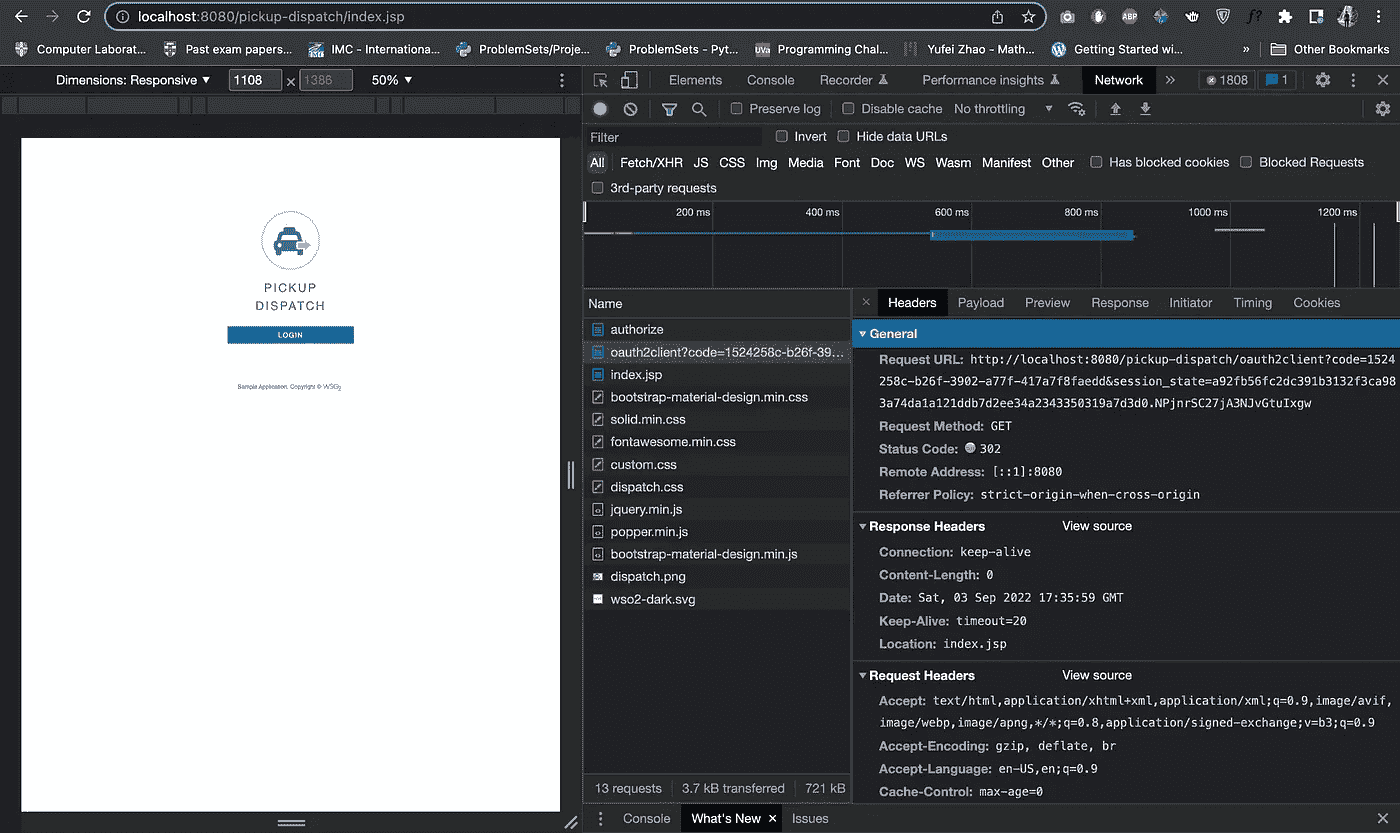 localhost:8080/pickup-dispatch/index.jsp
ABP
f?
Computer Laborat...
Past exam papers...
IMC - Internationa...
ProblemSets/Proje...
ProblemSets - Pyt...
UVa
Programming Chal...
Yufei Zhao - Math...
Getting Started wi...
»
Other Bookmarks
Dimensions: Responsive ▼
1108 × 1386
50% ▼
Elements
Console
Recorder
Performance insights
Network
»
1808
1
Preserve log
Disable cache
No throttling
Filter
Invert
Hide data URLs
All
Fetch/XHR
JS
CSS
Img
Media
Font
Doc
WS
Wasm
Manifest
Other
Has blocked cookies
Blocked Requests
3rd-party requests
200 ms
400 ms
600 ms
800 ms
1000 ms
1200 ms
PICKUP
DISPATCH
LOGIN
Sample Application. Copyright © WSO2
Name
authorize
oauth2client?code=1524258c-b26f-39...
index.jsp
bootstrap-material-design.min.css
solid.min.css
fontawesome.min.css
custom.css
dispatch.css
jquery.min.js
popper.min.js
bootstrap-material-design.min.js
dispatch.png
wso2-dark.svg
13 requests
3.7 kB transferred
721 kB
Headers
Payload
Preview
Response
Initiator
Timing
Cookies
General
Request URL: http://localhost:8080/pickup-dispatch/oauth2client?code=1524
258c-b26f-3902-a77f-417a7f8faedd&session_state=a92fb56fc2dc391b3132f3ca98
3a74da1a121ddb7d2ee34a2343350319a7d3d0.NPjnrSC27jA3NJvGtuIxgw
Request Method: GET
Status Code: 302
Remote Address: [::1]:8080
Referrer Policy: strict-origin-when-cross-origin
Response Headers
View source
Connection: keep-alive
Content-Length: 0
Date: Sat, 03 Sep 2022 17:35:59 GMT
Keep-Alive: timeout=20
Location: index.jsp
Request Headers
View source
Accept: text/html,application/xhtml+xml,application/xml;q=0.9,image/avif,
image/webp,image/apng,*/*;q=0.8,application/signed-exchange;v=b3;q=0.9
Accept-Encoding: gzip, deflate, br
Accept-Language: en-US,en;q=0.9
Cache-Control: max-age=0
Console
What's New ×
Issues